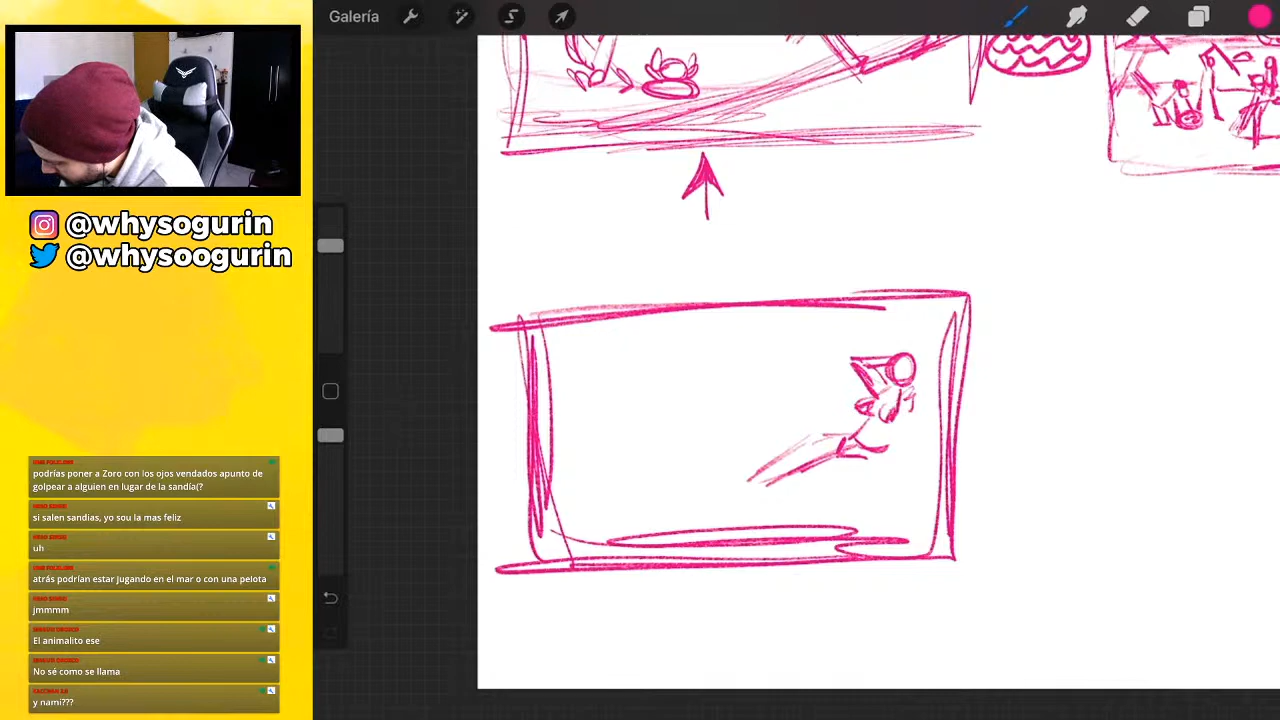 Galería
@whysogurin
@whysoogurin
podrías poner a Zoro con los ojos vendados apunto de
golpear a alguien en lugar de la sandía(?
si salen sandias, yo sou la mas feliz
uh
atrás podrían estar jugando en el mar o con una pelota
jmmmm
El animalito ese
No sé como se llama
y nami???